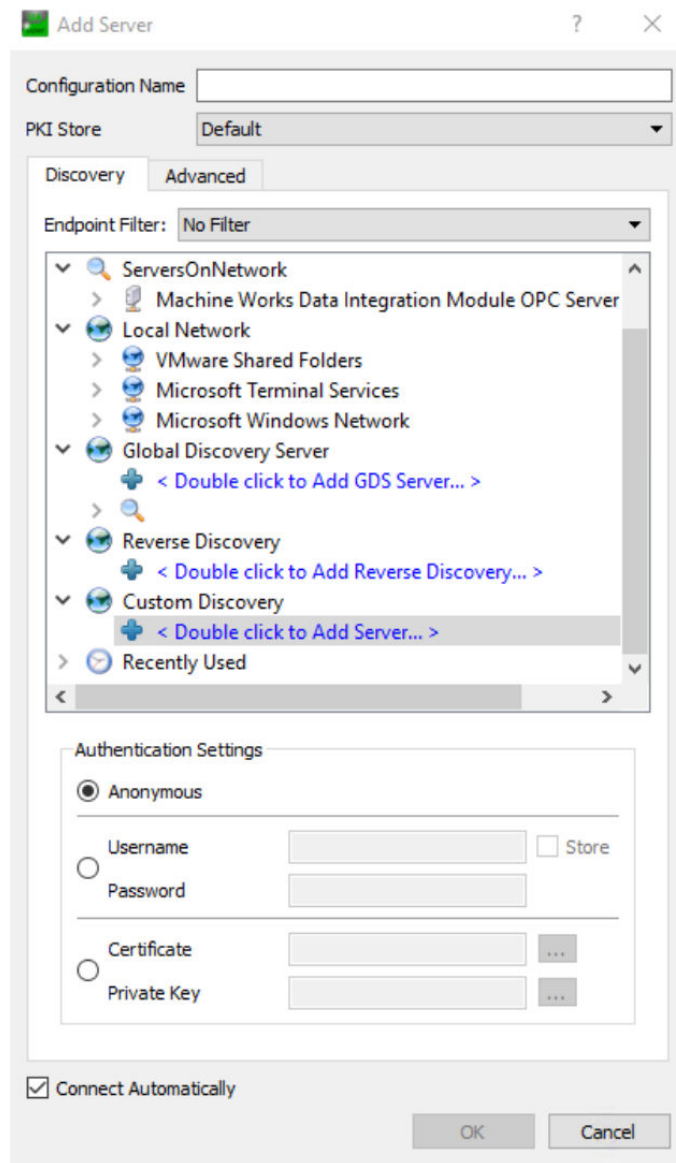 Add Server
Configuration Name
PKI Store Default
Discovery Advanced
Endpoint Filter: No Filter
ServersOnNetwork
Machine Works Data Integration Module OPC Server
Local Network
VMware Shared Folders
Microsoft Terminal Services
Microsoft Windows Network
Global Discovery Server
< Double click to Add GDS Server... >
Reverse Discovery
< Double click to Add Reverse Discovery... >
Custom Discovery
< Double click to Add Server... >
Recently Used
Authentication Settings
Anonymous
Username Store
Password
Certificate ...
Private Key ...
Connect Automatically
OK Cancel